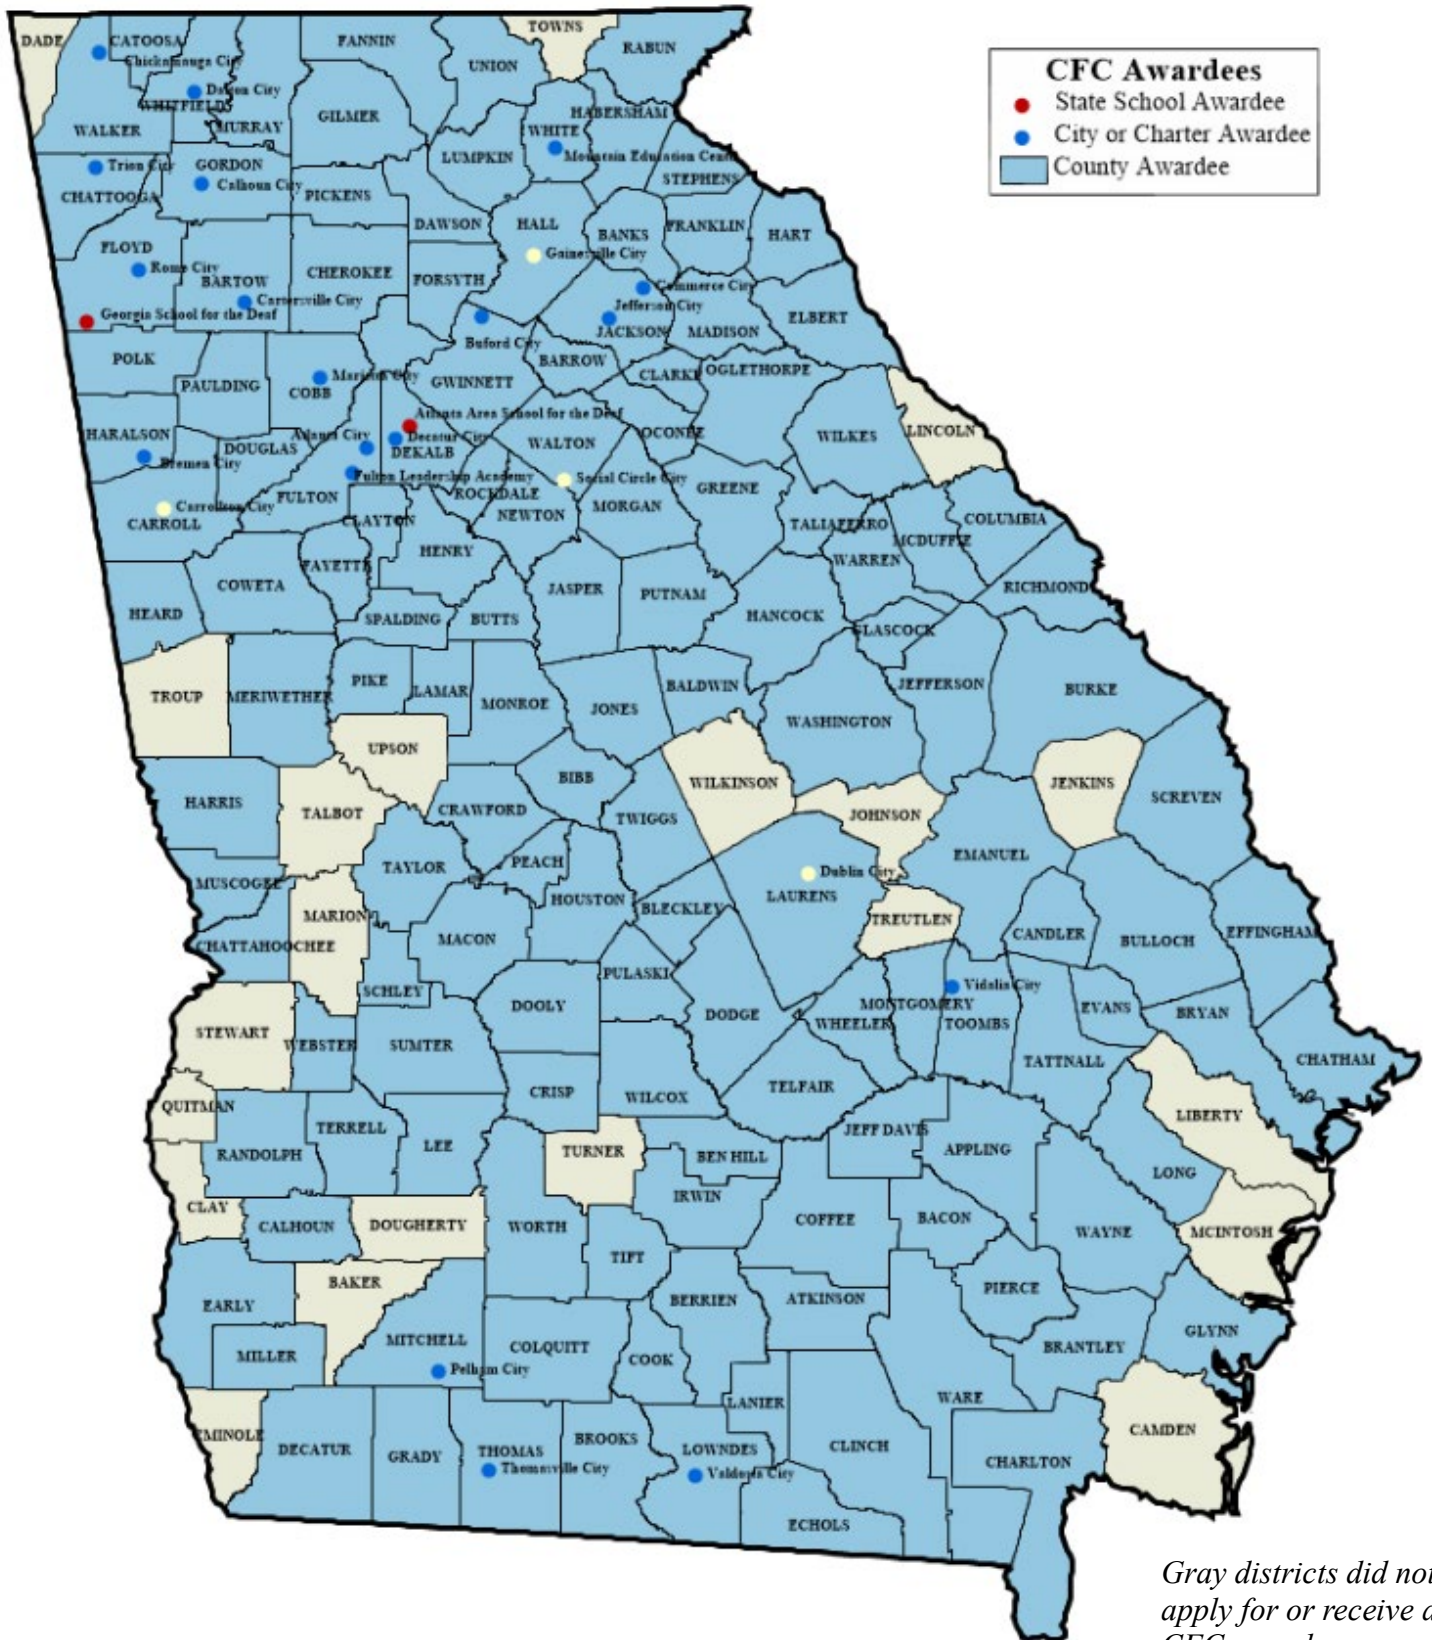 CFC Awardees
State School Awardee
City or Charter Awardee
County Awardee
DADE
CATOOSA
FANNIN
TOWNS
UNION
RABUN
Chickamauga City
Dalton City
WHITFIELD
MURRAY
GILMER
WALKER
HABERSHAM
WHITE
LUMPKIN
Mountain Education Cent
STEPHENS
Trion City
GORDON
Calhoun City
CHATTOOGA
PICKENS
DAWSON
HALL
BANKS
FRANKLIN
HART
FLOYD
Rome City
BARTOW
CHEROKEE
FORSYTH
Gainesville City
Cartersville City
Commerce City
Georgia School for the Deaf
Jefferson City
JACKSON
MADISON
ELBERT
POLK
Buford City
BARROW
PAULDING
COBB
Marietta City
GWINNETT
CLARKE
OGLETHORPE
HARALSON
Atlanta Area School for the Deaf
Atlanta City
Decatur City
DEKALB
WALTON
OCONEE
WILKES
LINCOLN
Bremen City
DOUGLAS
Fulton Leadership Academy
Social Circle City
FULTON
ROCKDALE
Carrollton City
CARROLL
CLAYTON
NEWTON
MORGAN
GREENE
TALIAFERRO
COLUMBIA
MCDUFFIE
HENRY
WARREN
COWETA
FAYETTE
JASPER
PUTNAM
RICHMOND
HEARD
SPALDING
BUTTS
HANCOCK
GLASCOCK
TROUP
MERIWETHER
PIKE
LAMAR
MONROE
JONES
BALDWIN
JEFFERSON
BURKE
WASHINGTON
UPSON
BIBB
WILKINSON
JENKINS
SCREVEN
HARRIS
TALBOT
CRAWFORD
TWIGGS
JOHNSON
EMANUEL
TAYLOR
PEACH
MUSCOGEE
Dublin City
LAURENS
HOUSTON
BLECKLEY
MARION
TREUTLEN
CHATTAHOOCHEE
MACON
CANDLER
BULLOCH
EFFINGHAM
PULASKI
SCHLEY
Vidalia City
DOOLY
DODGE
MONTGOMERY
WHEELER
TOOMBS
EVANS
BRYAN
STEWART
WEBSTER
SUMTER
TATTNALL
CHATHAM
CRISP
WILCOX
TELFAIR
QUITMAN
LIBERTY
TERRELL
JEFF DAVIS
RANDOLPH
LEE
TURNER
BEN HILL
APPLING
LONG
IRWIN
CLAY
CALHOUN
DOUGHERTY
WORTH
COFFEE
BACON
WAYNE
MCINTOSH
TIFT
BAKER
EARLY
BERRIEN
ATKINSON
PIERCE
MITCHELL
COLQUITT
COOK
BRANTLEY
GLYNN
MILLER
Pelham City
LANIER
WARE
EMINOLE
DECATUR
GRADY
THOMAS
Thomasville City
BROOKS
LOWNDES
Valdosta City
CLINCH
CHARLTON
CAMDEN
ECHOLS
Gray districts did not
apply for or receive a